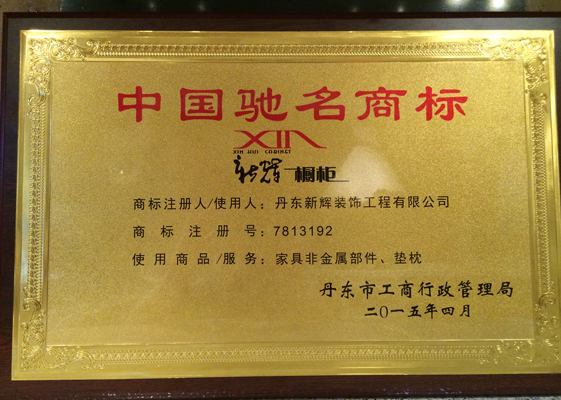 中国驰名商标
XIN
XIN HUI CABINET
新辉橱柜
商标注册人/使用人：丹东新辉装饰工程有限公司
商标注册号：7813192
使用商品/服务：家具非金属部件、垫枕
丹东市工商行政管理局
二〇一五年四月